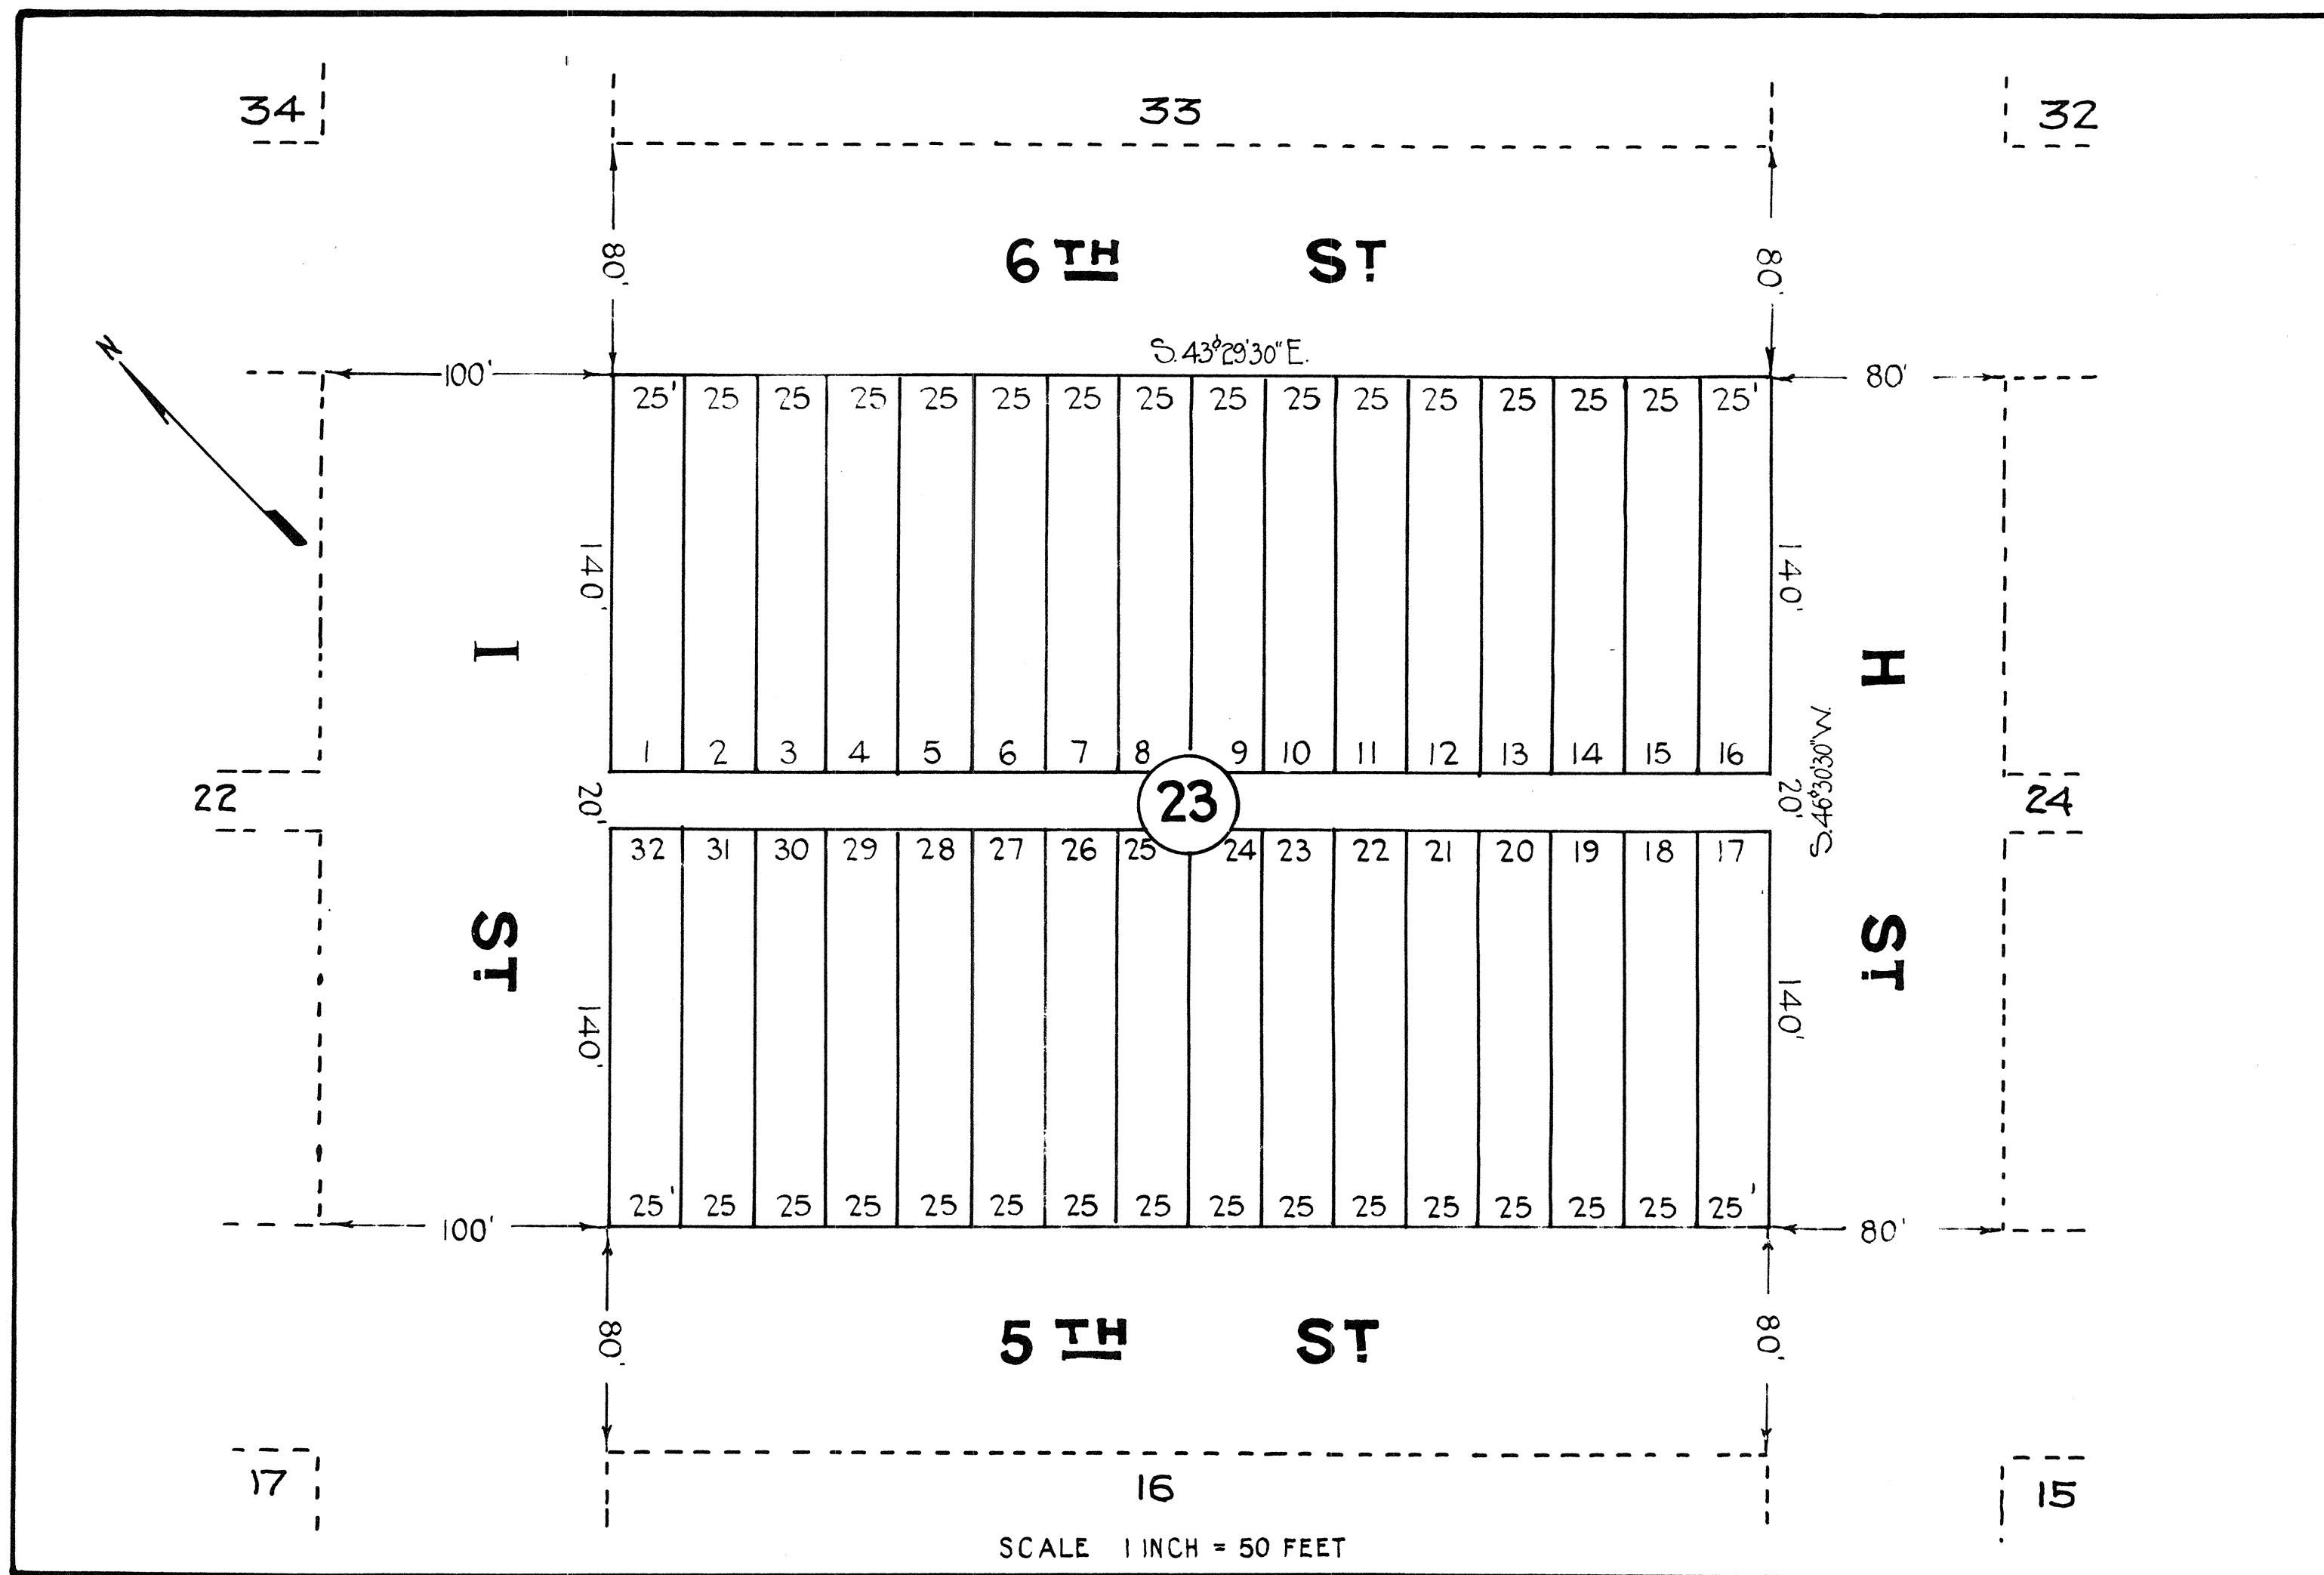 34 33 32
80' 80'
6TH ST
S.43°29'30"E.
100' 80'
25' 25 25 25 25 25 25 25 25 25 25 25 25 25 25 25'
140' 140'
I H
1 2 3 4 5 6 7 8 9 10 11 12 13 14 15 16
S.46°30'30"W.
22 20' 23 20' 24
32 31 30 29 28 27 26 25 24 23 22 21 20 19 18 17
ST ST
140' 140'
25' 25 25 25 25 25 25 25 25 25 25 25 25 25 25 25'
100' 80'
80' 80'
5TH ST
17 16 15
SCALE 1 INCH = 50 FEET